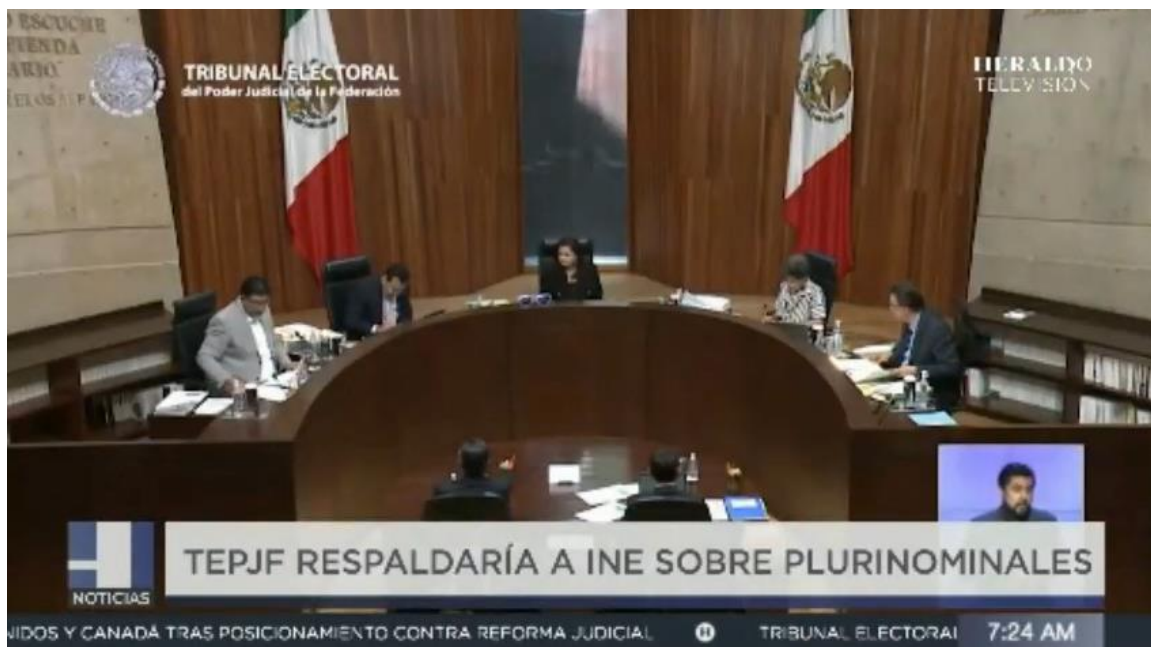 O ESCUCHE
TRIBUNAL ELECTORAL
del Poder Judicial de la Federación
HERALDO
TELEVISIÓN
TEPJF RESPALDARÍA A INE SOBRE PLURINOMINALES
NOTICIAS
NIDOS Y CANADÁ TRAS POSICIONAMIENTO CONTRA REFORMA JUDICIAL
TRIBUNAL ELECTORAL
7:24 AM